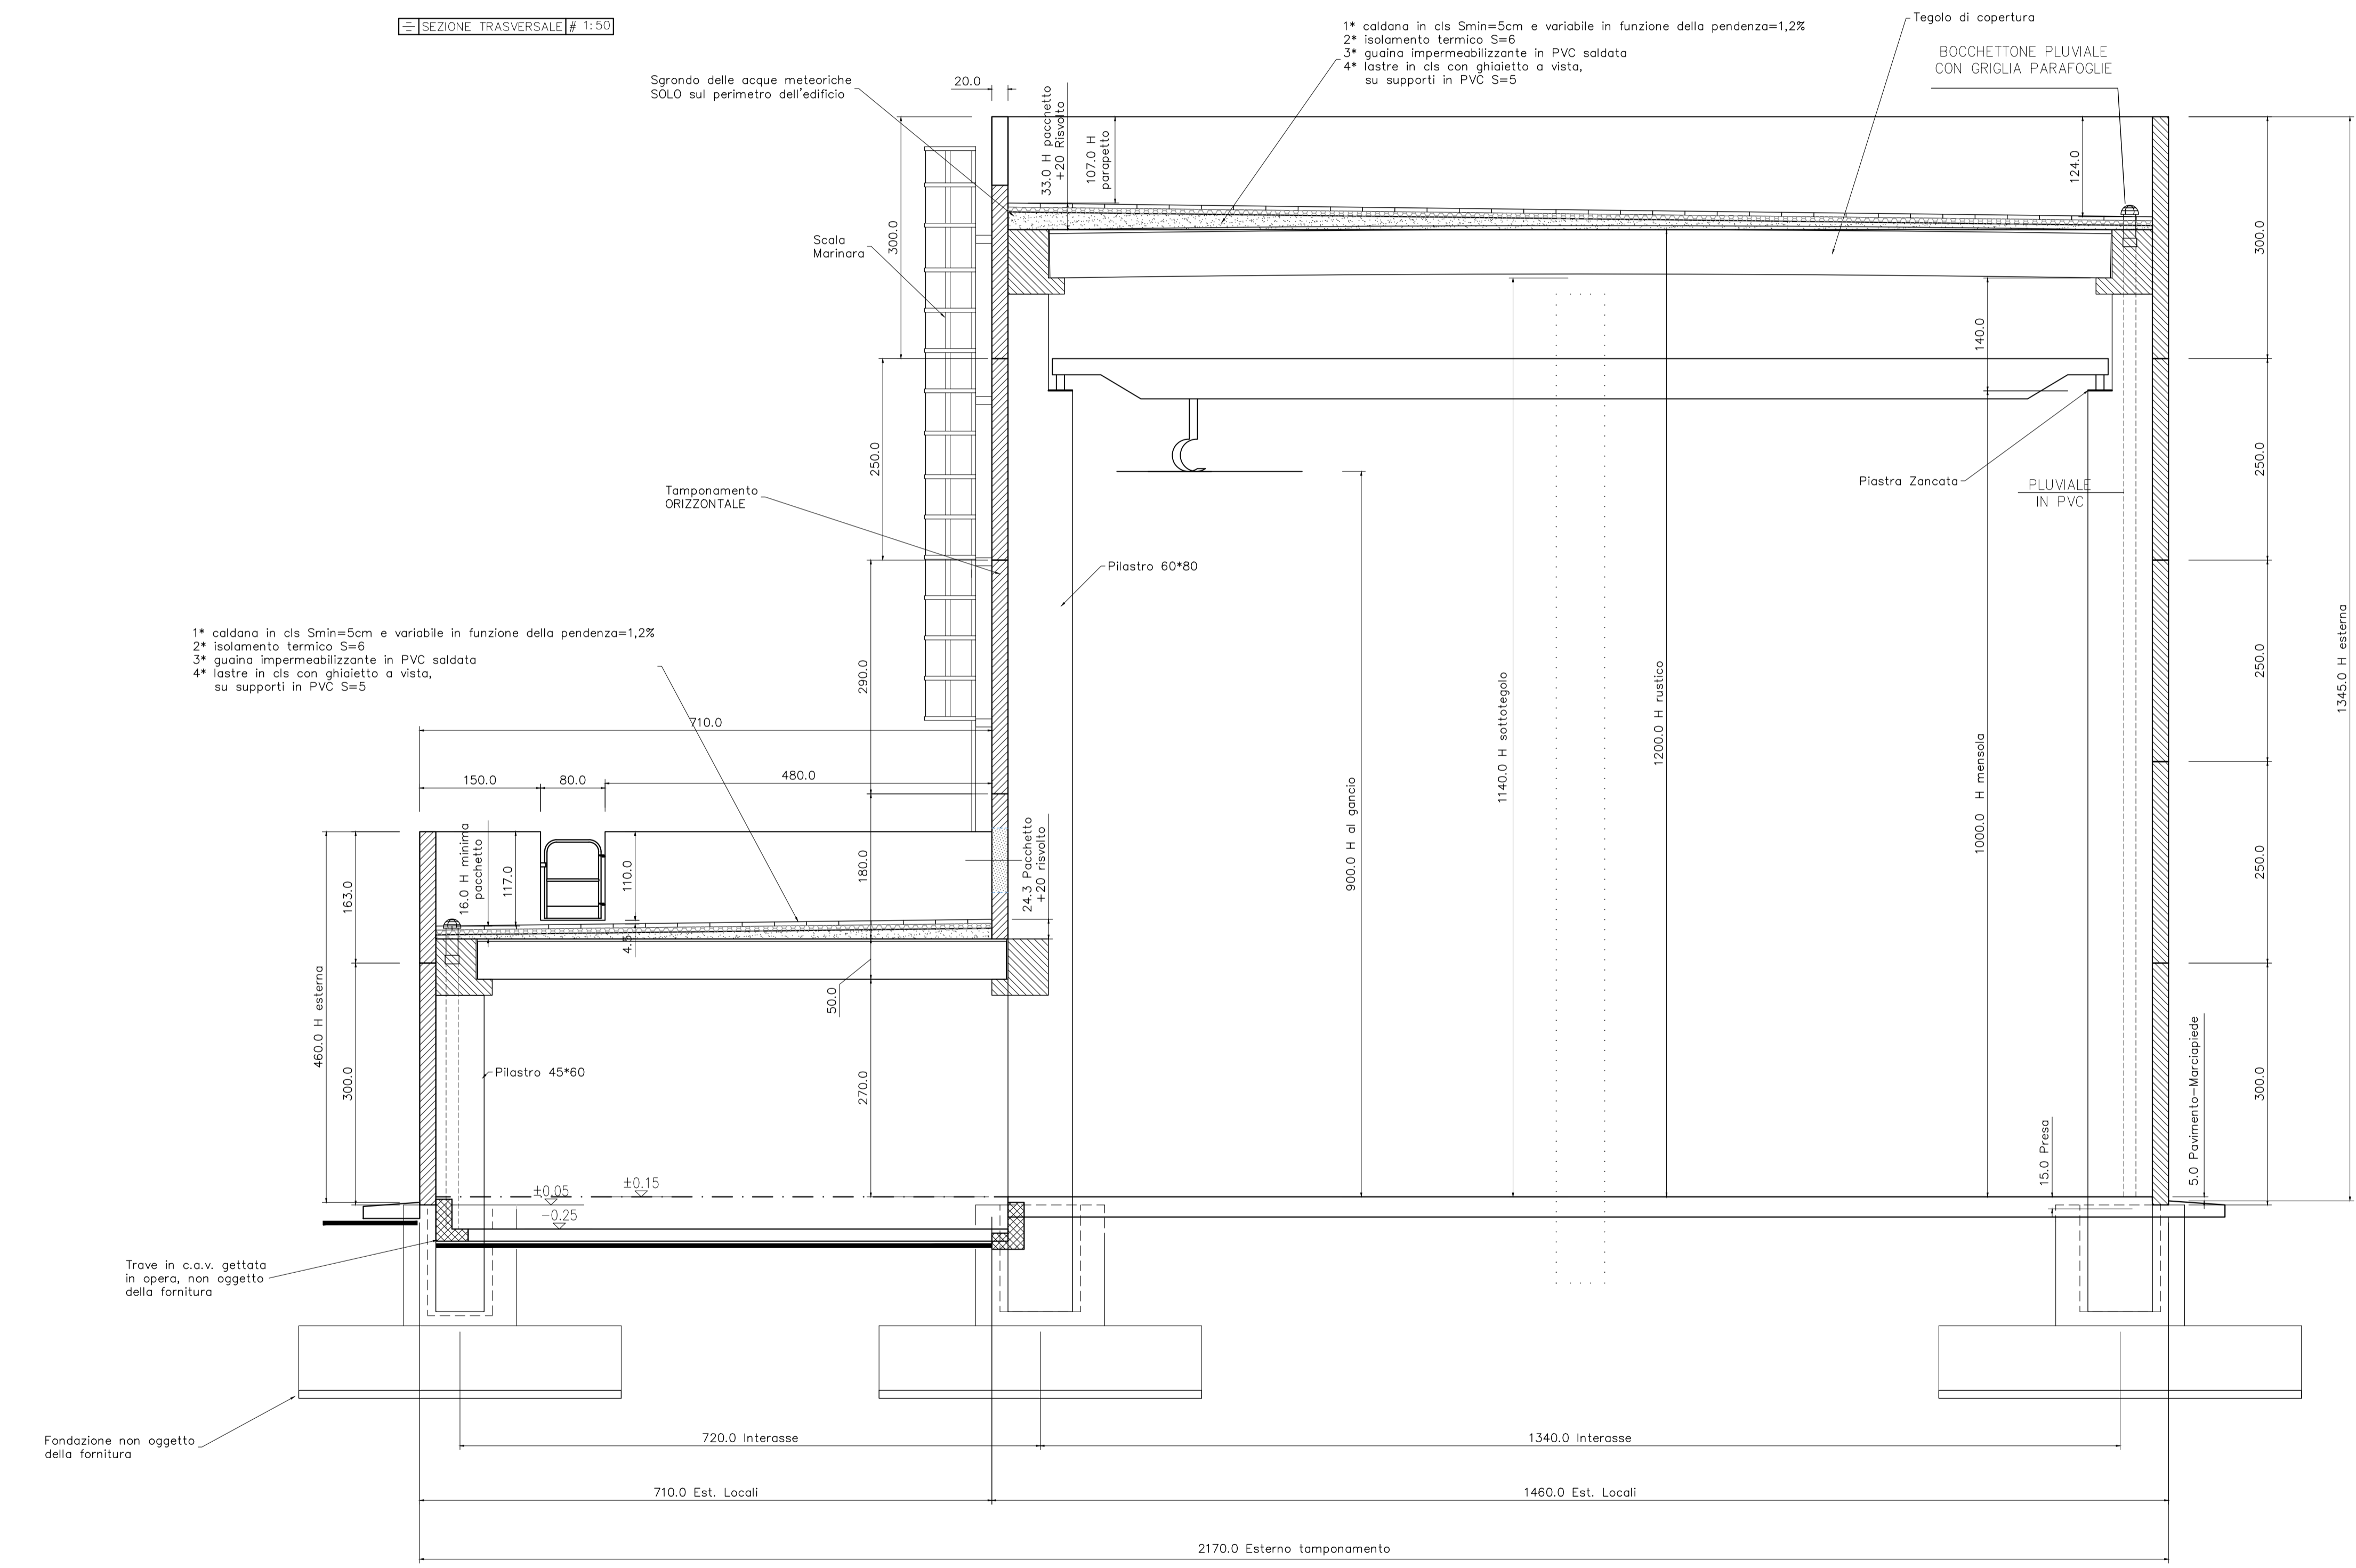 SEZIONE TRASVERSALE # 1:50
1* caldana in cls Smin=5cm e variabile in funzione della pendenza=1,2%
2* isolamento termico S=6
3* guaina impermeabilizzante in PVC saldata
4* lastre in cls con ghiaietto a vista,
su supporti in PVC S=5
Tegolo di copertura
BOCCHETTONE PLUVIALE
CON GRIGLIA PARAFOGLIE
Sgrondo delle acque meteoriche
SOLO sul perimetro dell'edificio
20.0
33.0 H pacchetto
+20 Risvolto
107.0 H
parapetto
124.0
300.0
300.0
Scala
Marinara
140.0
250.0
250.0
Tamponamento
ORIZZONTALE
Piastra Zancata
PLUVIALE
IN PVC
Pilastro 60*80
1* caldana in cls Smin=5cm e variabile in funzione della pendenza=1,2%
2* isolamento termico S=6
3* guaina impermeabilizzante in PVC saldata
4* lastre in cls con ghiaietto a vista,
su supporti in PVC S=5
290.0
250.0
1345.0 H esterna
1140.0 H sottotegolo
1200.0 H rustico
1000.0 H mensola
900.0 H al gancio
710.0
150.0
80.0
480.0
16.0 H minima
pacchetto
117.0
110.0
4.5
180.0
24.3 Pacchetto
+20 risvolto
250.0
163.0
460.0 H esterna
300.0
50.0
270.0
Pilastro 45*60
300.0
15.0 Presa
5.0 Pavimento-Marciapiede
±0.05
±0.15
-0.25
Trave in c.a.v. gettata
in opera, non oggetto
della fornitura
Fondazione non oggetto
della fornitura
720.0 Interasse
1340.0 Interasse
710.0 Est. Locali
1460.0 Est. Locali
2170.0 Esterno tamponamento